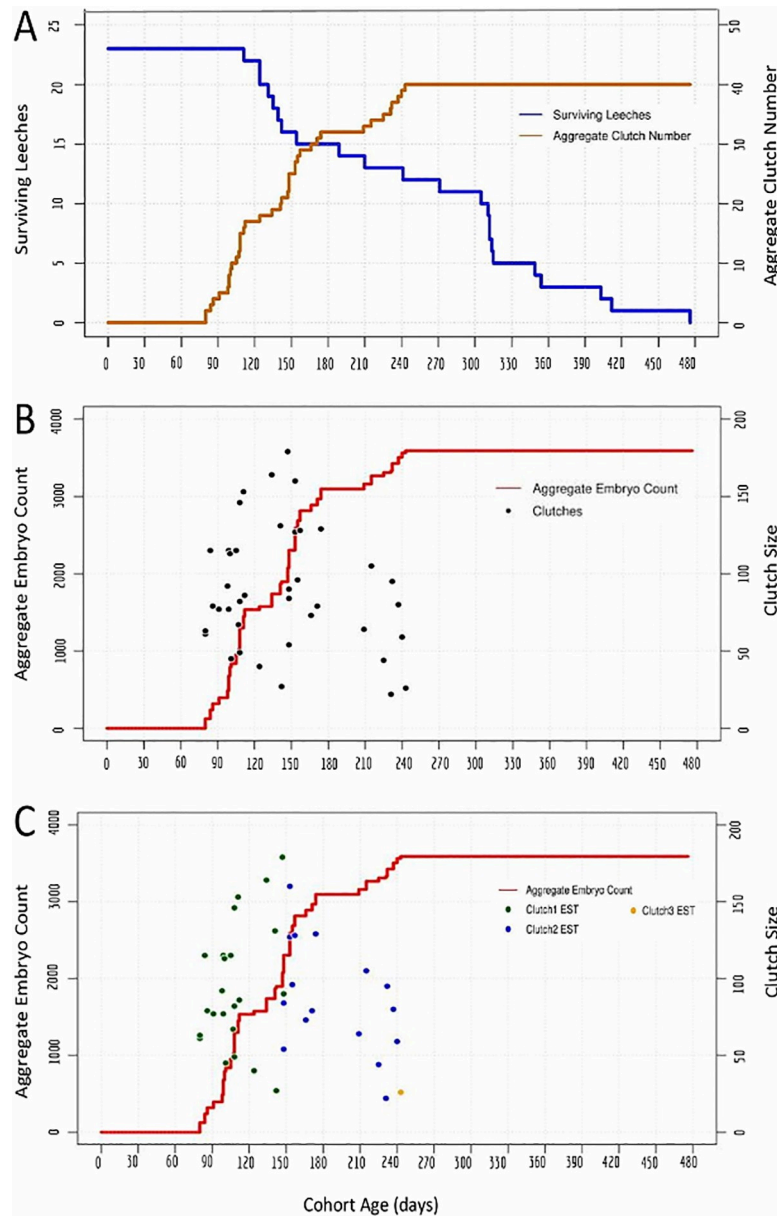 A
Surviving Leeches
25
20
15
10
5
0
Surviving Leeches
Aggregate Clutch Number
50
40
30
20
10
0
Aggregate Clutch Number
0 30 60 90 120 150 180 210 240 270 300 330 360 390 420 450 480
B
Aggregate Embryo Count
4000
3000
2000
1000
0
Aggregate Embryo Count
Clutches
200
150
100
50
0
Clutch Size
0 30 60 90 120 150 180 210 240 270 300 330 360 390 420 450 480
C
Aggregate Embryo Count
4000
3000
2000
1000
0
Aggregate Embryo Count
Clutch1 EST Clutch3 EST
Clutch2 EST
200
150
100
50
0
Clutch Size
0 30 60 90 120 150 180 210 240 270 300 330 360 390 420 450 480
Cohort Age (days)